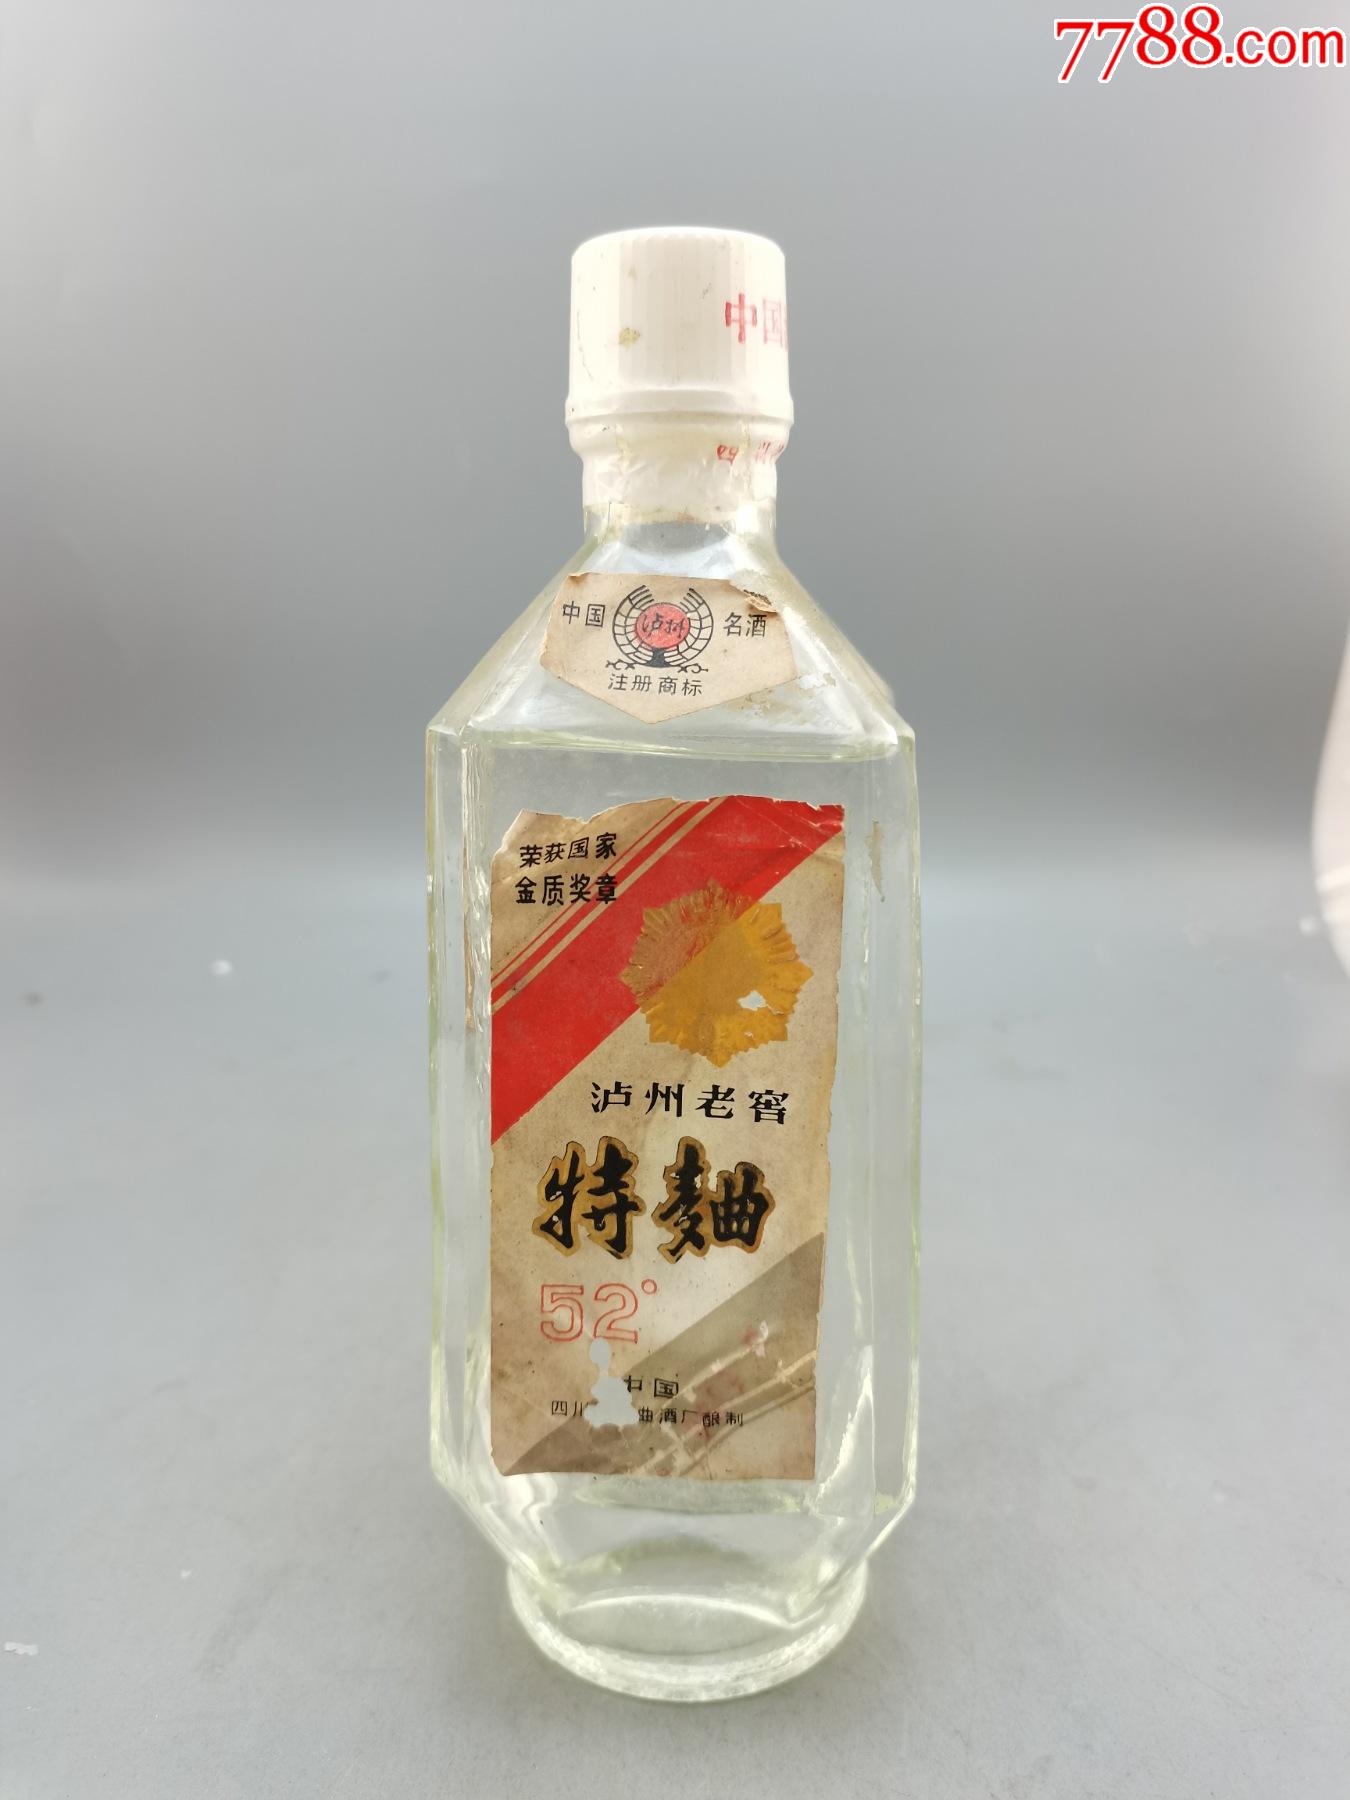 7788.com
中国
四川
中国 泸州 名酒
注册商标
荣获国家
金质奖章
泸州老窖
特麯
52°
中国
四川 曲酒厂酿制